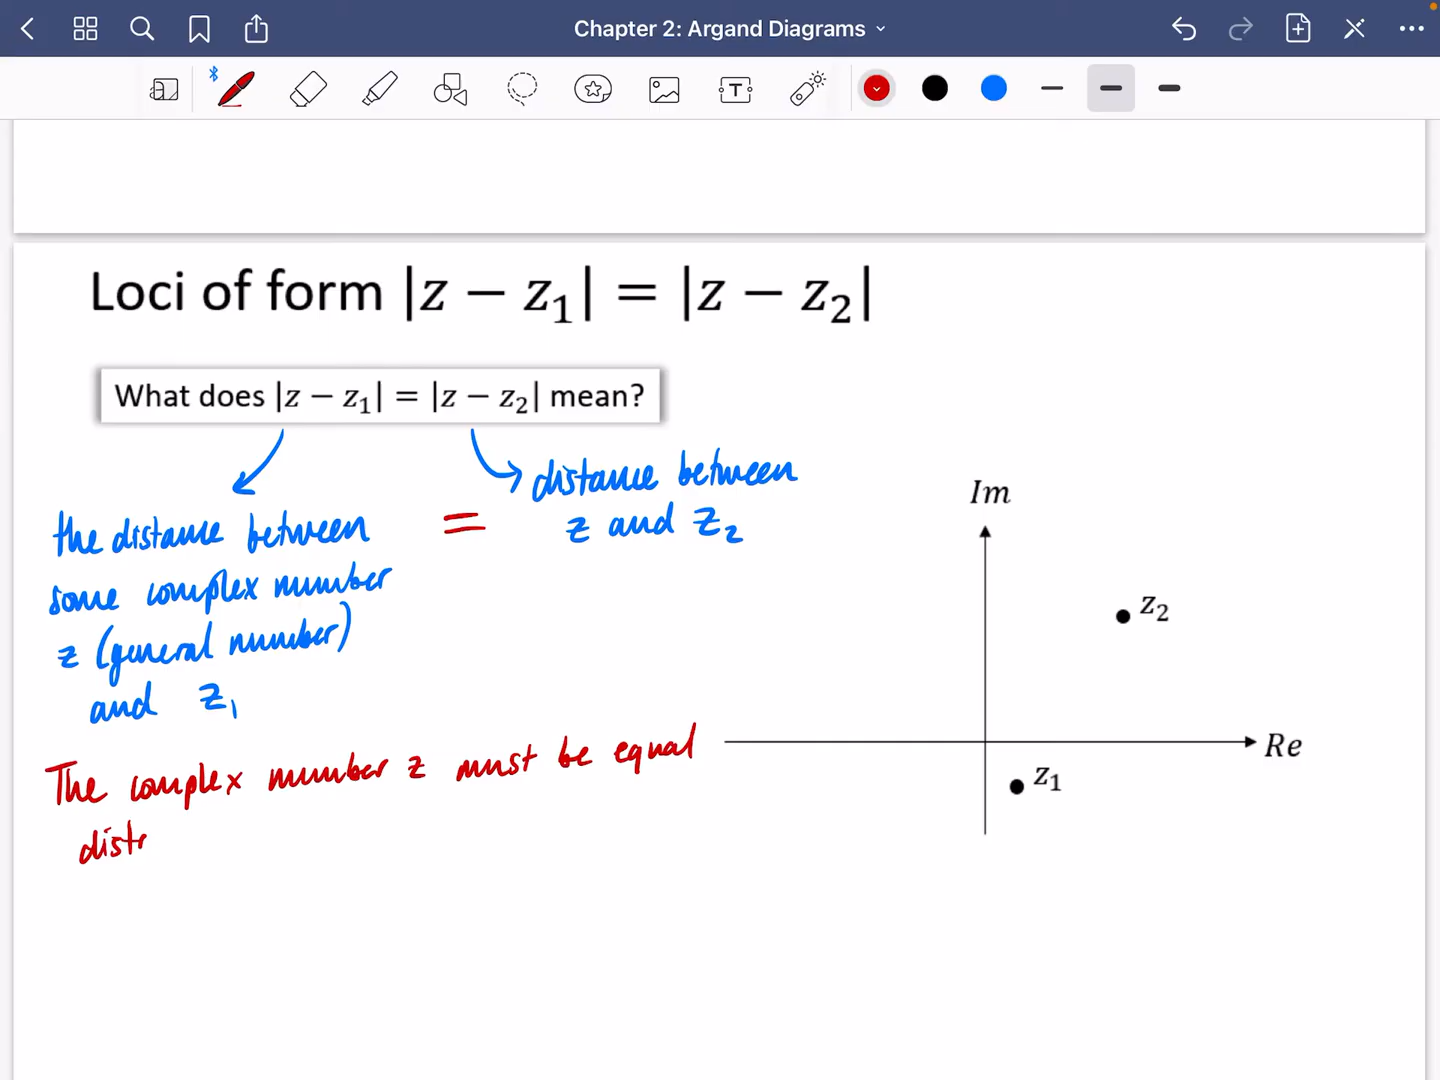 Chapter 2: Argand Diagrams
Loci of form |z − z₁| = |z − z₂|
What does |z − z₁| = |z − z₂| mean?
the distance between
some complex number
z (general number)
and z₁
=
distance between
z and z₂
The complex number z must be equal
dist
Im
z₂
Re
z₁